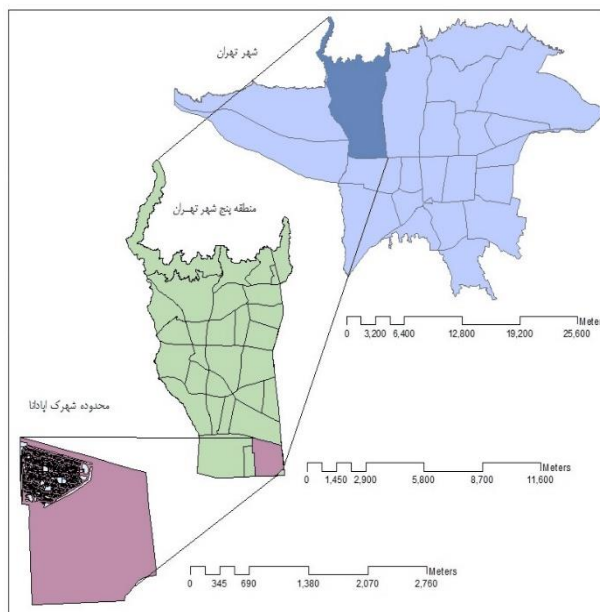 شهر تهران
منطقه پنج شهر تهران
Meters
0 3,200 6,400 12,800 19,200 25,600
محدوده شهرک اپادانا
Meters
0 1,450 2,900 5,800 8,700 11,600
Meters
0 345 690 1,380 2,070 2,760